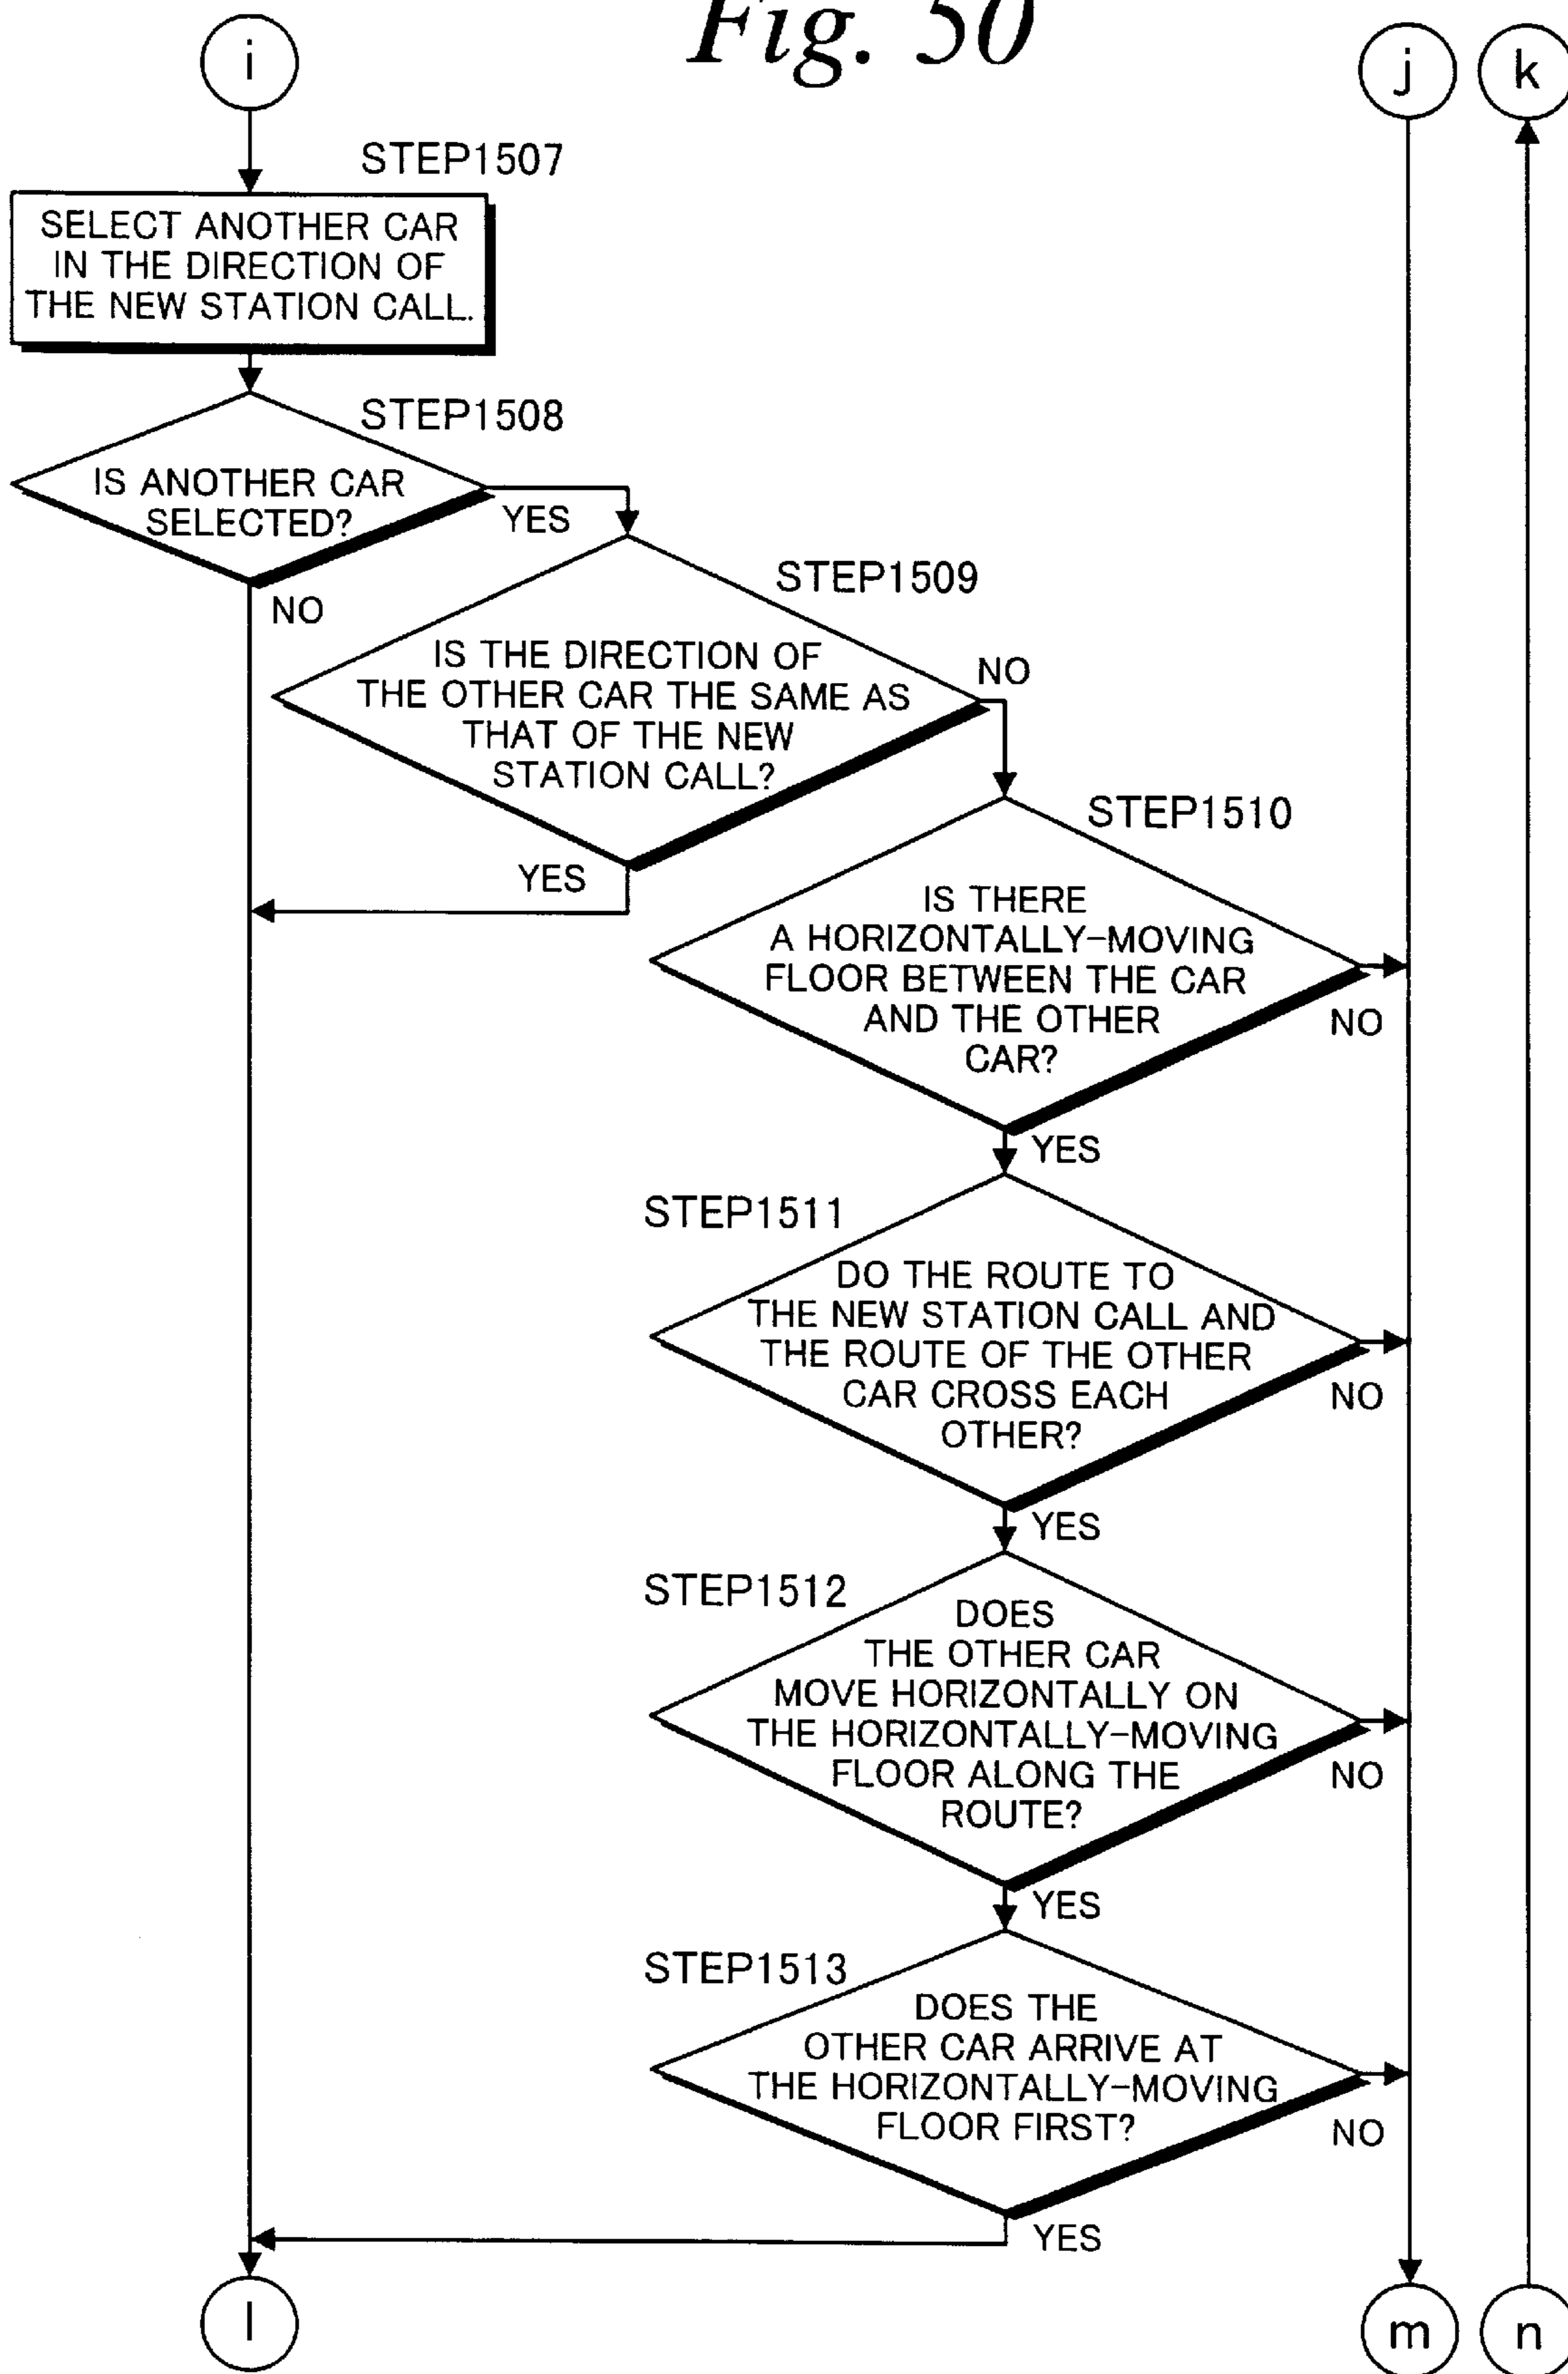 Fig. 50
i
j
k
STEP1507
SELECT ANOTHER CAR
IN THE DIRECTION OF
THE NEW STATION CALL.
STEP1508
IS ANOTHER CAR
SELECTED?
YES
NO
STEP1509
IS THE DIRECTION OF
THE OTHER CAR THE SAME AS
THAT OF THE NEW
STATION CALL?
NO
YES
STEP1510
IS THERE
A HORIZONTALLY-MOVING
FLOOR BETWEEN THE CAR
AND THE OTHER
CAR?
NO
YES
STEP1511
DO THE ROUTE TO
THE NEW STATION CALL AND
THE ROUTE OF THE OTHER
CAR CROSS EACH
OTHER?
NO
YES
STEP1512
DOES
THE OTHER CAR
MOVE HORIZONTALLY ON
THE HORIZONTALLY-MOVING
FLOOR ALONG THE
ROUTE?
NO
YES
STEP1513
DOES THE
OTHER CAR ARRIVE AT
THE HORIZONTALLY-MOVING
FLOOR FIRST?
NO
YES
l
m
n